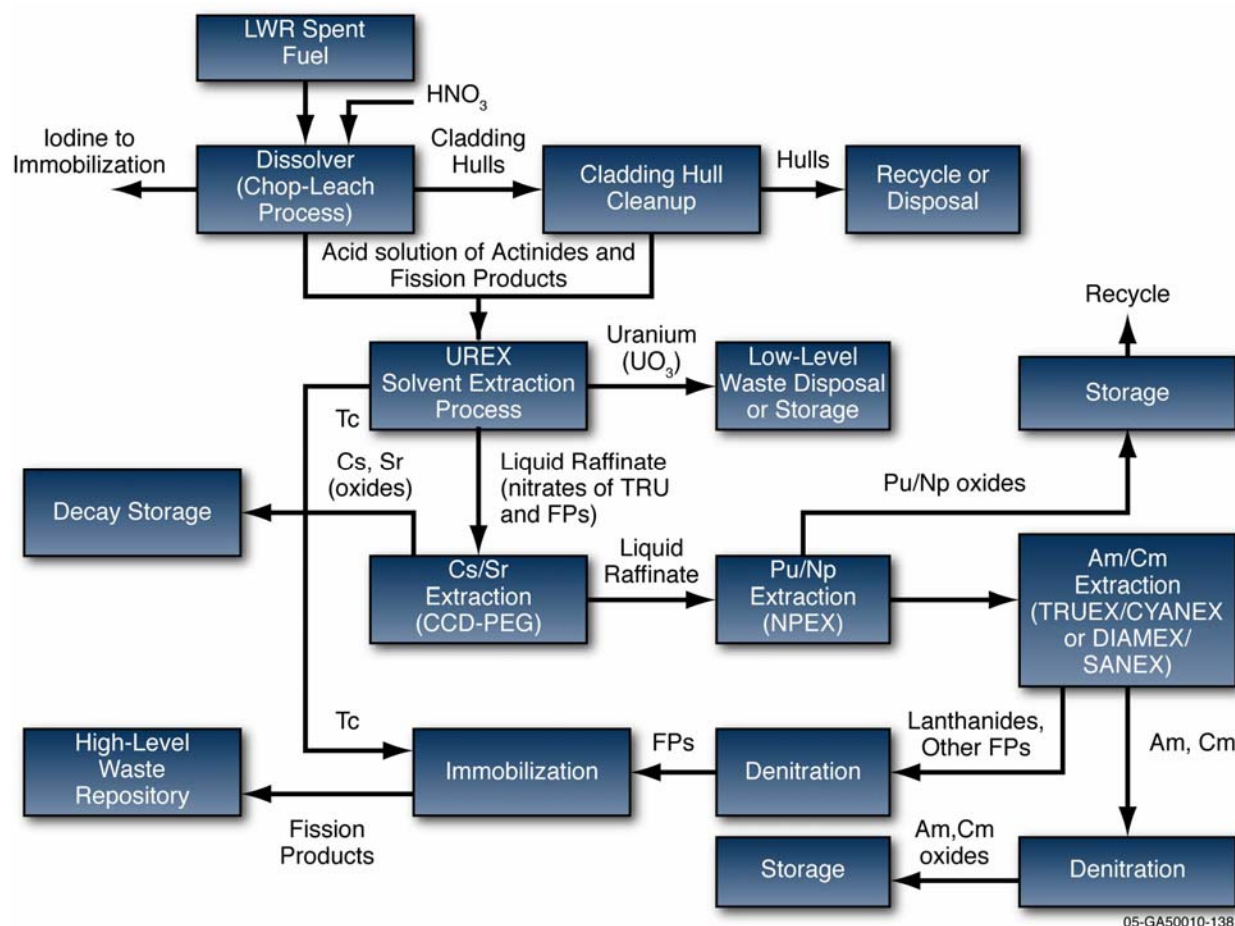 LWR Spent
Fuel
HNO₃
Iodine to
Immobilization
Dissolver
(Chop-Leach
Process)
Cladding
Hulls
Cladding Hull
Cleanup
Hulls
Recycle or
Disposal
Acid solution of Actinides and
Fission Products
Recycle
UREX
Solvent Extraction
Process
Uranium
(UO₃)
Low-Level
Waste Disposal
or Storage
Storage
Tc
Cs, Sr
(oxides)
Liquid Raffinate
(nitrates of TRU
and FPs)
Pu/Np oxides
Decay Storage
Cs/Sr
Extraction
(CCD-PEG)
Liquid
Raffinate
Pu/Np
Extraction
(NPEX)
Am/Cm
Extraction
(TRUEX/CYANEX
or DIAMEX/
SANEX)
High-Level
Waste
Repository
Tc
Immobilization
FPs
Denitration
Lanthanides,
Other FPs
Am, Cm
Fission
Products
Storage
Am,Cm
oxides
Denitration
05-GA50010-138